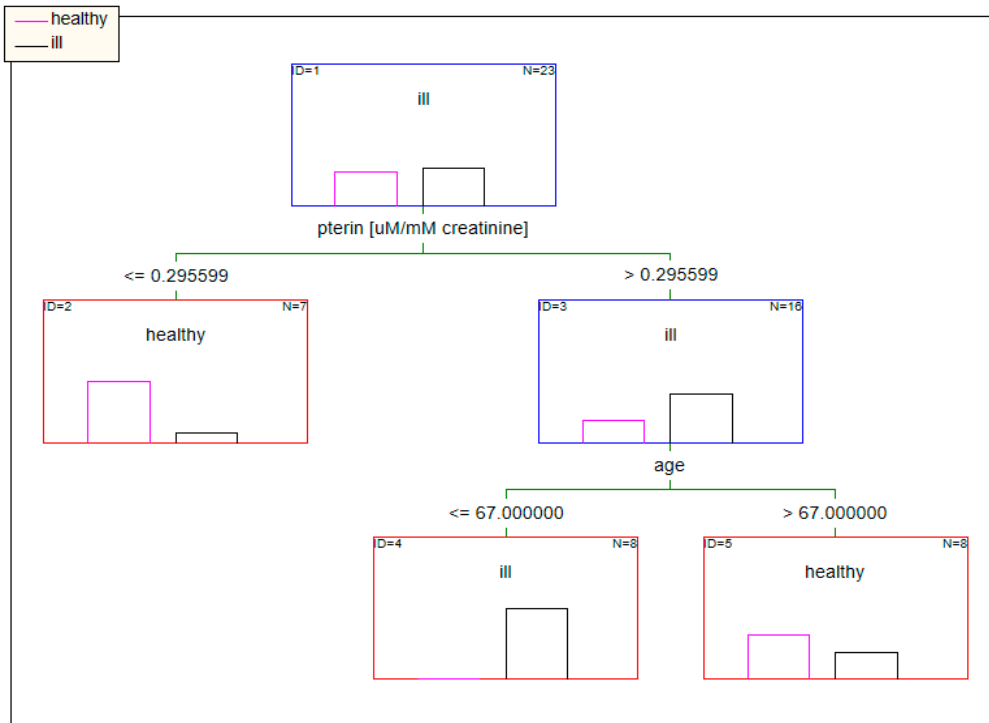 healthy
ill
ID=1 N=23
ill
pterin [uM/mM creatinine]
<= 0.295599 > 0.295599
ID=2 N=7 ID=3 N=16
healthy ill
age
<= 67.000000 > 67.000000
ID=4 N=8 ID=5 N=8
ill healthy